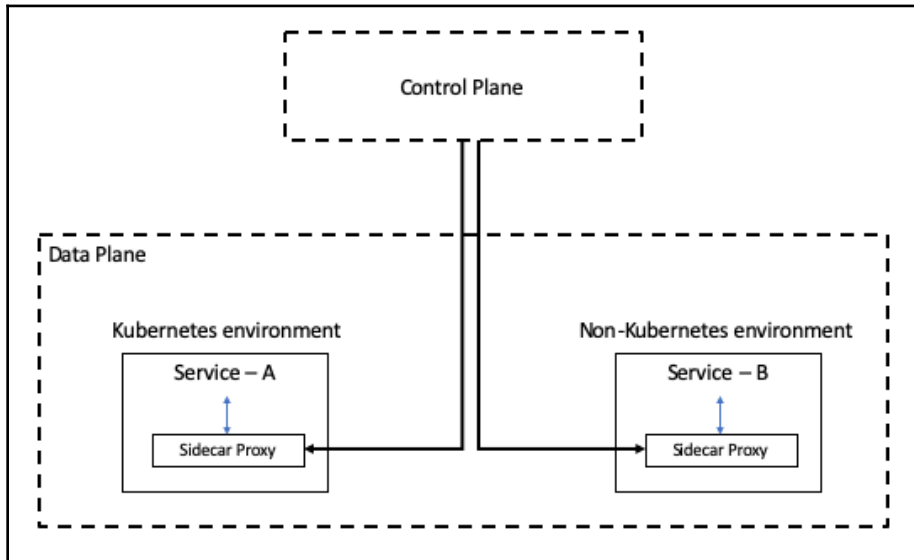 Control Plane
Data Plane
Kubernetes environment
Non-Kubernetes environment
Service – A
Service – B
Sidecar Proxy
Sidecar Proxy